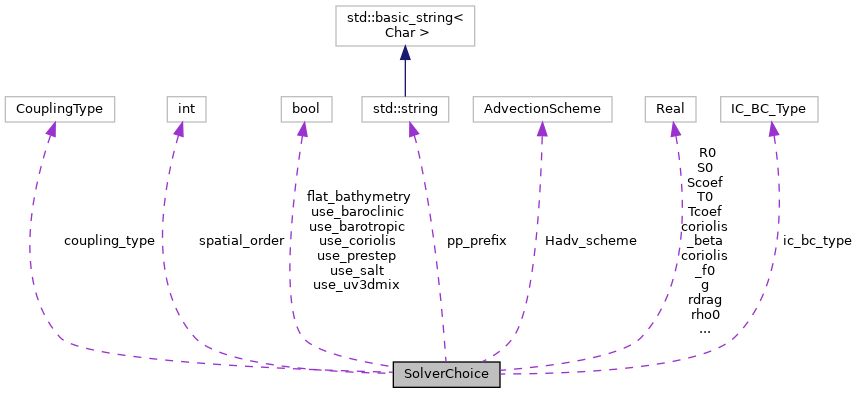 std::basic_string<
Char >
CouplingType
int
bool
std::string
AdvectionScheme
Real
IC_BC_Type
coupling_type
spatial_order
flat_bathymetry
use_baroclinic
use_barotropic
use_coriolis
use_prestep
use_salt
use_uv3dmix
pp_prefix
Hadv_scheme
R0
S0
Scoef
T0
Tcoef
coriolis
_beta
coriolis
_f0
g
rdrag
rho0
...
ic_bc_type
SolverChoice